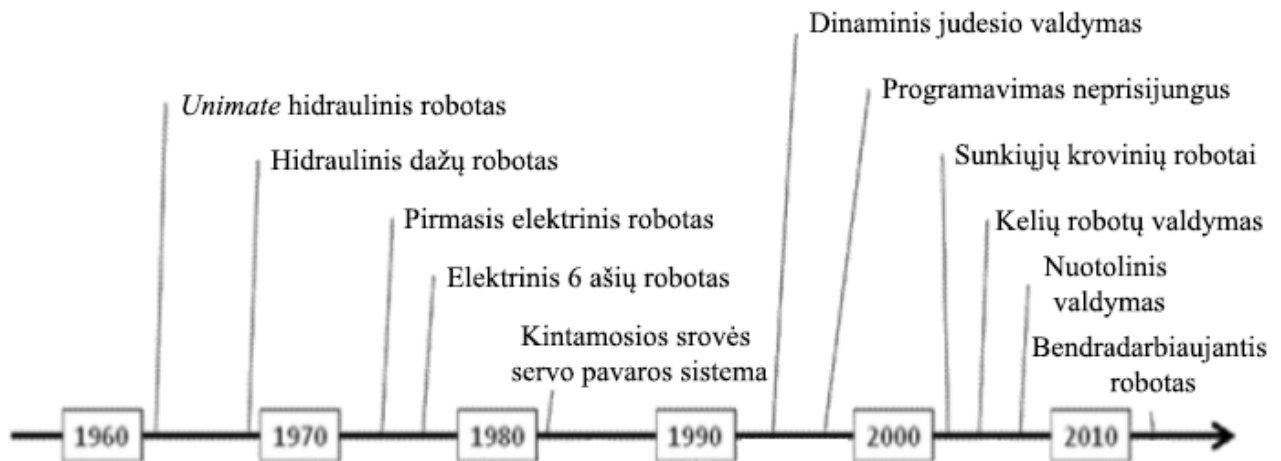 Dinaminis judesio valdymas
Unimate hidraulinis robotas
Programavimas neprisijungus
Hidraulinis dažų robotas
Sunkiųjų krovinių robotai
Pirmasis elektrinis robotas
Kelių robotų valdymas
Elektrinis 6 ašių robotas
Nuotolinis
valdymas
Kintamosios srovės
servo pavaros sistema
Bendradarbiaujantis
robotas
1960
1970
1980
1990
2000
2010